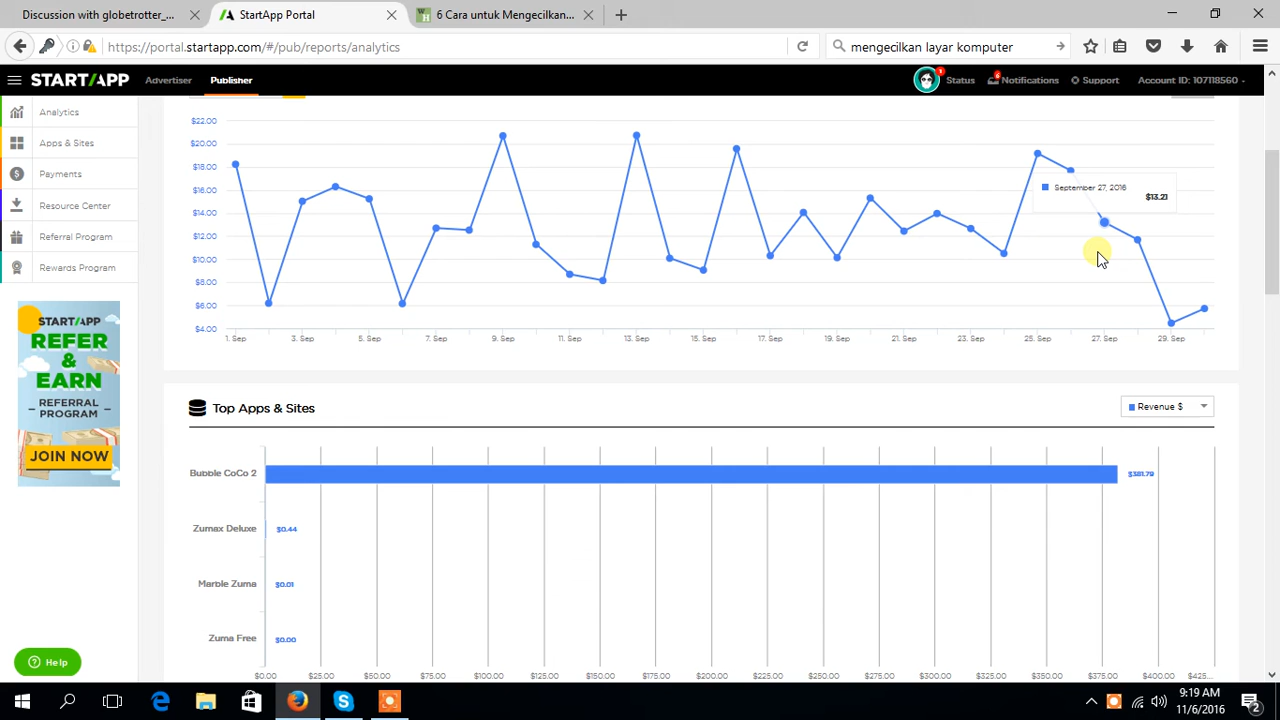 Discussion with globetrotter_... StartApp Portal 6 Cara untuk Mengecilkan...
https://portal.startapp.com/#/pub/reports/analytics mengecilkan layar komputer
STARTAPP Advertiser Publisher 1 Status 6 Notifications Support Account ID: 107118560
Analytics
Apps & Sites
Payments
Resource Center
Referral Program
Rewards Program
STARTAPP
REFER
&
EARN
REFERRAL
PROGRAM
JOIN NOW
Help
$22.00
$20.00
$18.00
$16.00
$14.00
$12.00
$10.00
$8.00
$6.00
$4.00
September 27, 2016
$13.21
1. Sep 3. Sep 5. Sep 7. Sep 9. Sep 11. Sep 13. Sep 15. Sep 17. Sep 19. Sep 21. Sep 23. Sep 25. Sep 27. Sep 29. Sep
Top Apps & Sites Revenue $
Bubble CoCo 2 $381.79
Zumax Deluxe $0.44
Marble Zuma $0.01
Zuma Free $0.00
$0.00 $25.00 $50.00 $75.00 $100.00 $125.00 $150.00 $175.00 $200.00 $225.00 $250.00 $275.00 $300.00 $325.00 $350.00 $375.00 $400.00 $425....
9:19 AM
11/6/2016
2